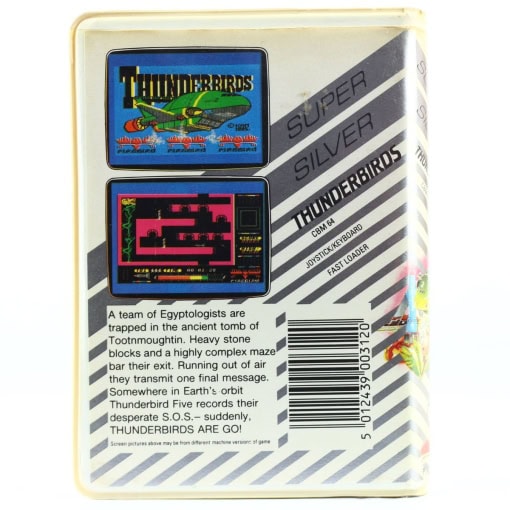 THUNDERBIRDS
FIREBIRD FIREBIRD FIREBIRD
SUPER
SILVER
THUNDERBIRDS
CBM 64
JOYSTICK/KEYBOARD
FAST LOADER
A team of Egyptologists are
trapped in the ancient tomb of
Tootnmoughtin. Heavy stone
blocks and a highly complex maze
bar their exit. Running out of air
they transmit one final message.
Somewhere in Earth's orbit
Thunderbird Five records their
desperate S.O.S.– suddenly,
THUNDERBIRDS ARE GO!
Screen pictures above may be from different machine versions of game
5 012439 003120